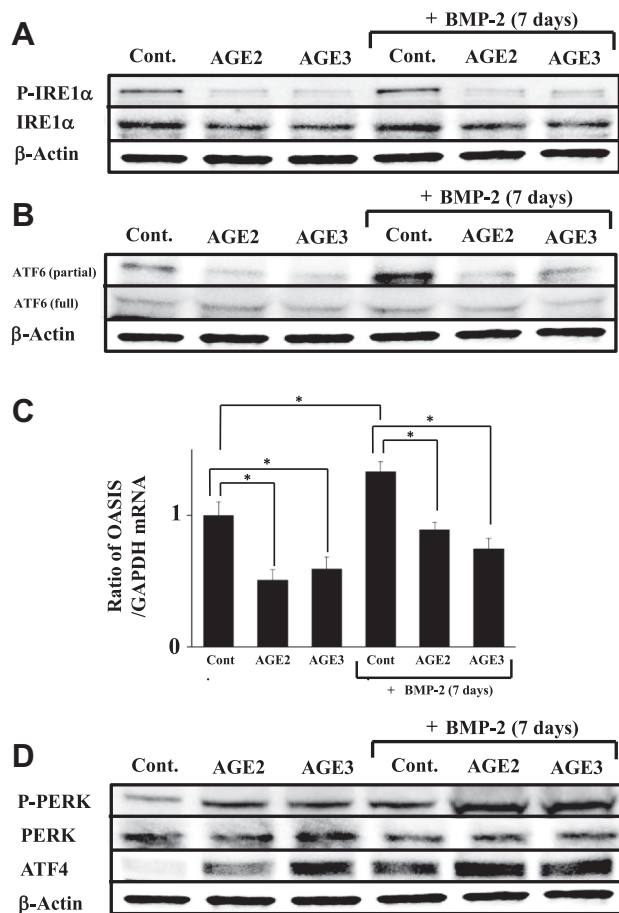 A
+ BMP-2 (7 days)
Cont. AGE2 AGE3 Cont. AGE2 AGE3
P-IRE1α
IRE1α
β-Actin
B
+ BMP-2 (7 days)
Cont. AGE2 AGE3 Cont. AGE2 AGE3
ATF6 (partial)
ATF6 (full)
β-Actin
C
* * * * *
Ratio of OASIS
/GAPDH mRNA
1
0
Cont AGE2 AGE3 Cont AGE2 AGE3
+ BMP-2 (7 days)
D
+ BMP-2 (7 days)
Cont. AGE2 AGE3 Cont. AGE2 AGE3
P-PERK
PERK
ATF4
β-Actin